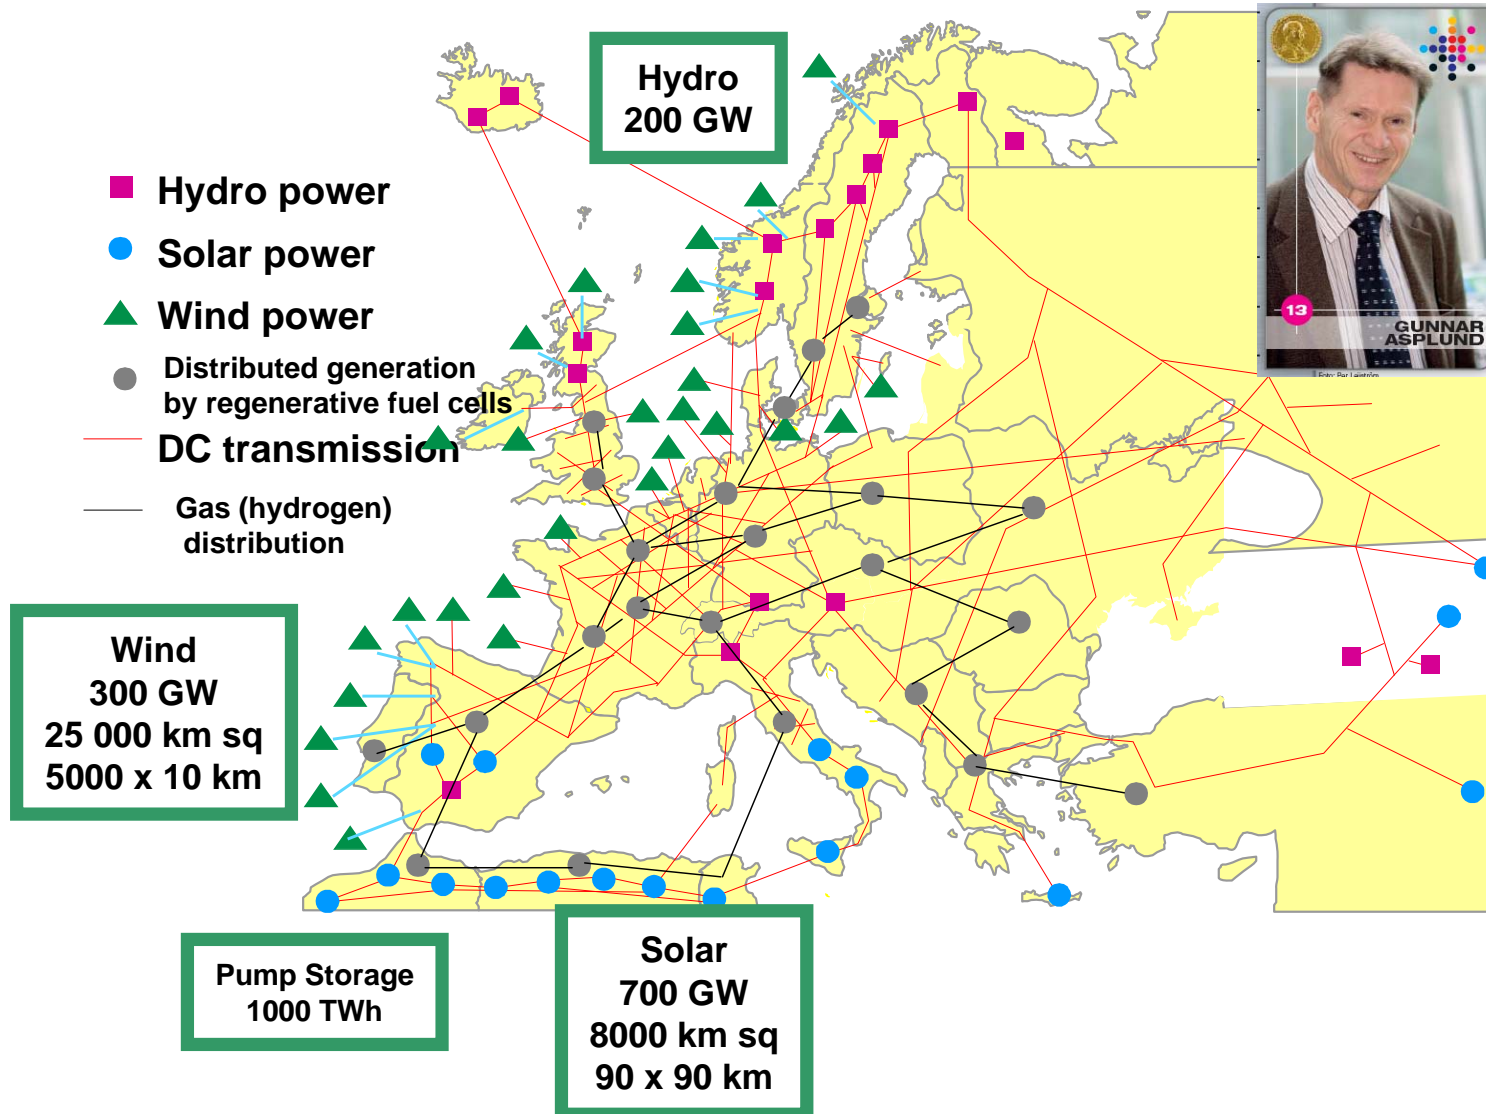 Hydro
200 GW
Hydro power
Solar power
Wind power
Distributed generation
by regenerative fuel cells
DC transmission
Gas (hydrogen)
distribution
Wind
300 GW
25 000 km sq
5000 x 10 km
Pump Storage
1000 TWh
Solar
700 GW
8000 km sq
90 x 90 km
13
GUNNAR
ASPLUND
Foto: Per